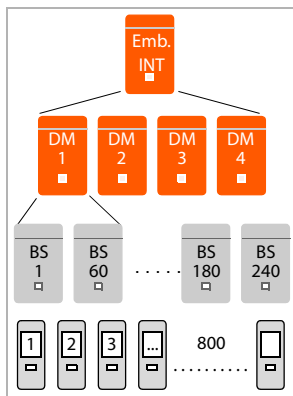 Emb.
INT
DM DM DM DM
1 2 3 4
BS BS BS BS
1 60 ..... 180 240
1 2 3 ... 800
..........